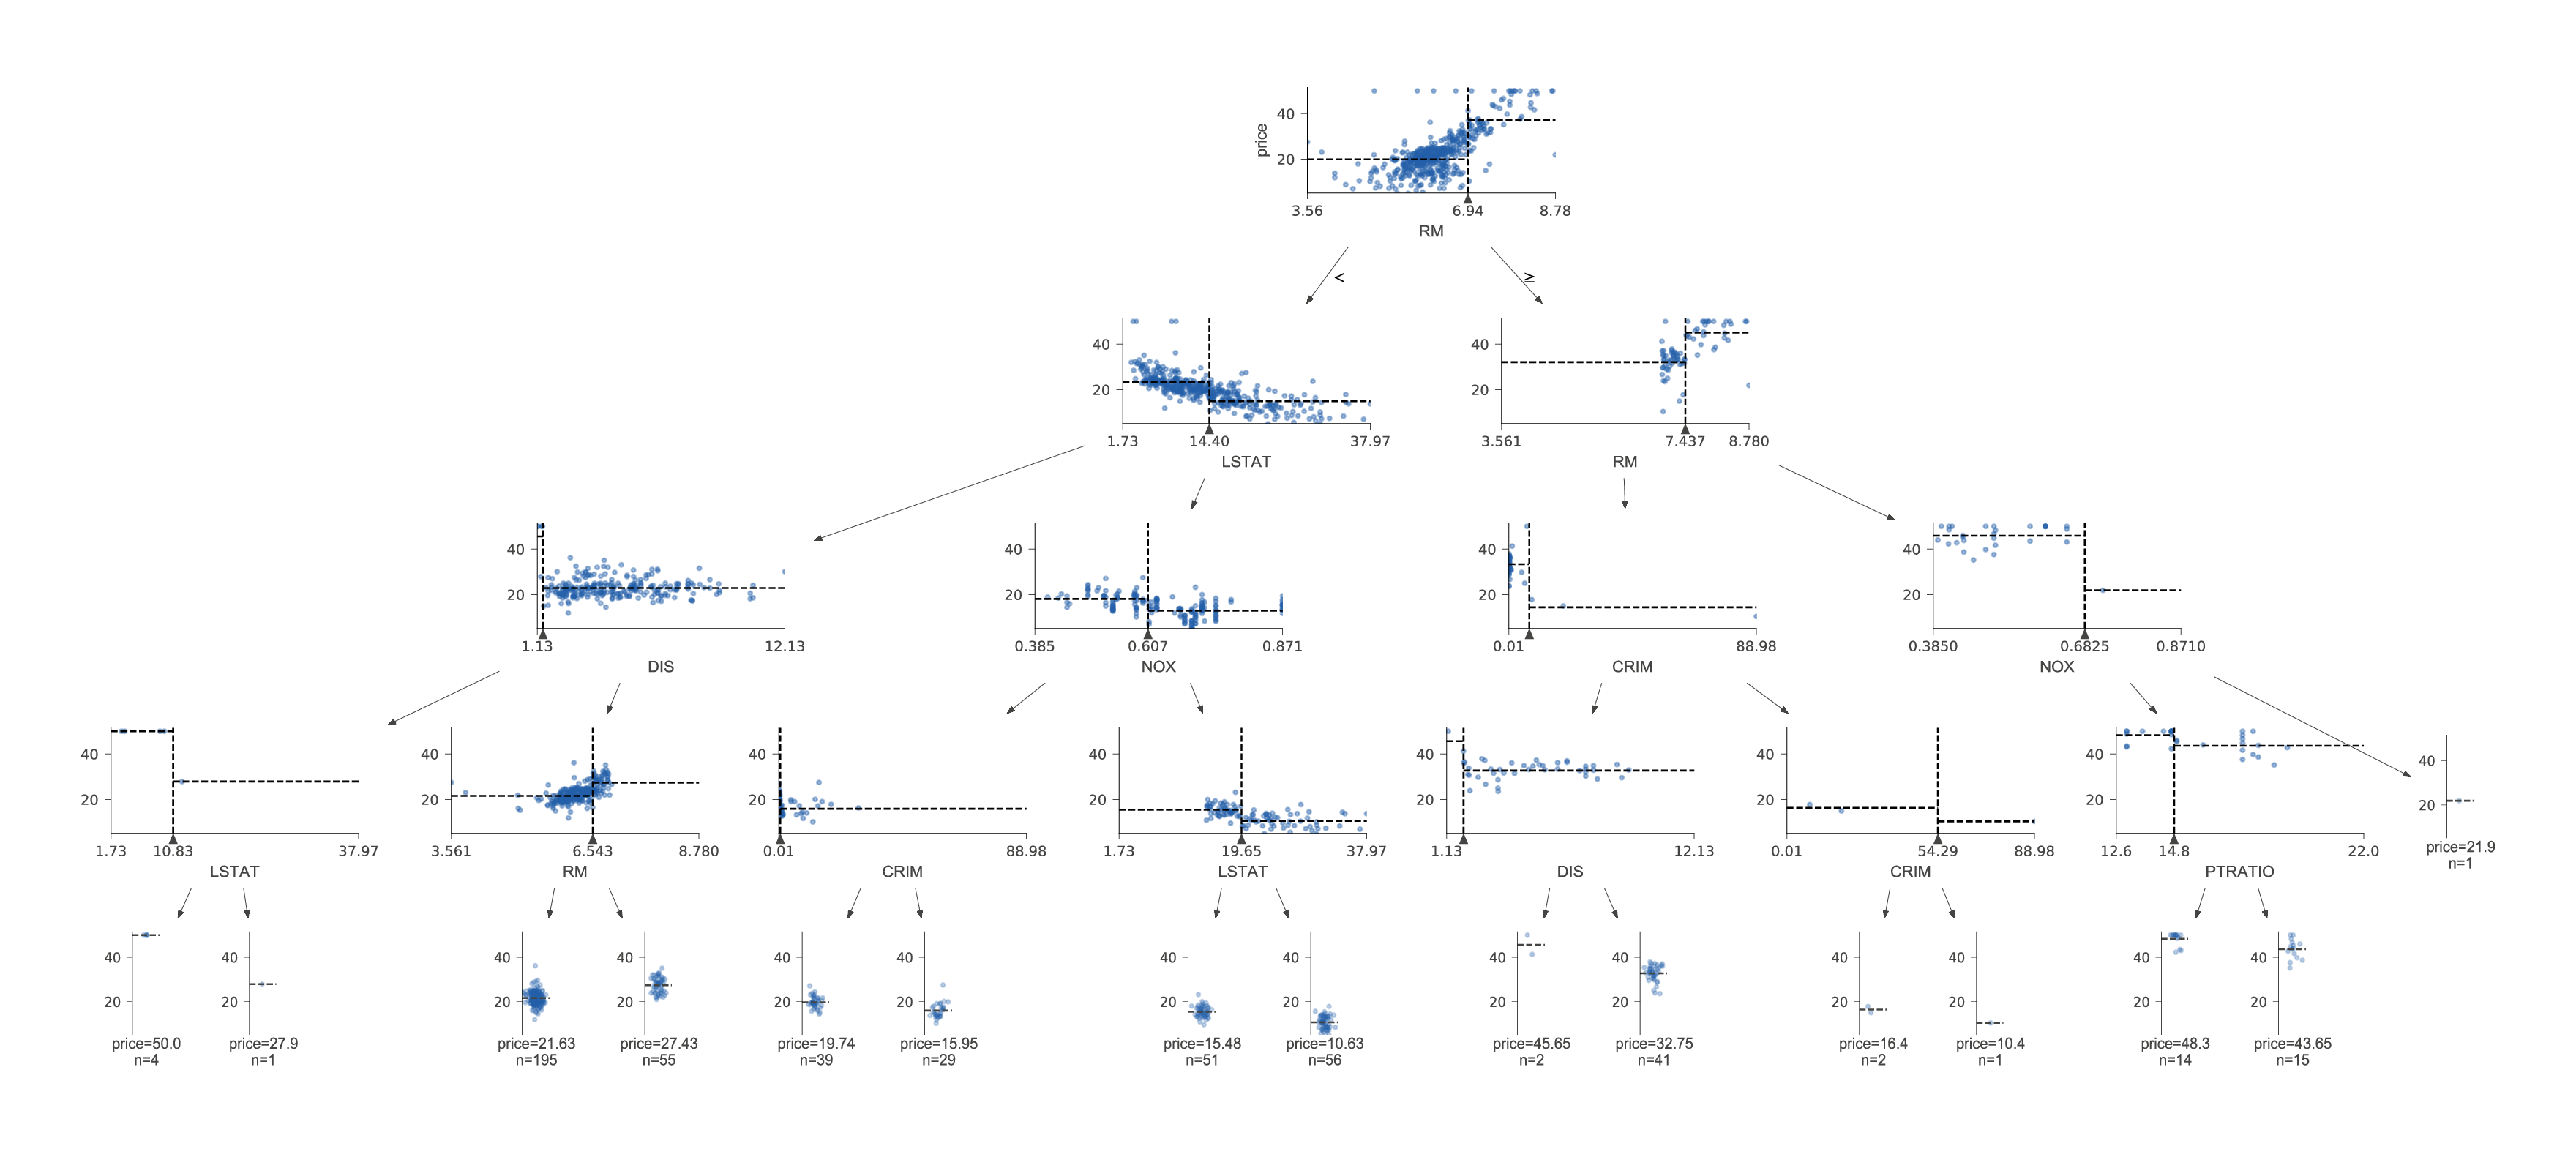 40
price
20
3.56 6.94 8.78
RM
< ≥
40 40
20 20
1.73 14.40 37.97 3.561 7.437 8.780
LSTAT RM
40 40 40 40
20 20 20 20
1.13 12.13 0.385 0.607 0.871 0.01 88.98 0.3850 0.6825 0.8710
DIS NOX CRIM NOX
40 40 40 40 40 40 40
20 20 20 20 20 20 20
1.73 10.83 37.97 3.561 6.543 8.780 0.01 88.98 1.73 19.65 37.97 1.13 12.13 0.01 54.29 88.98 12.6 14.8 22.0
LSTAT RM CRIM LSTAT DIS CRIM PTRATIO
40
20
price=21.9
n=1
40 40 40 40 40 40 40 40 40 40 40 40 40 40
20 20 20 20 20 20 20 20 20 20 20 20 20 20
price=50.0 price=27.9 price=21.63 price=27.43 price=19.74 price=15.95 price=15.48 price=10.63 price=45.65 price=32.75 price=16.4 price=10.4 price=48.3 price=43.65
n=4 n=1 n=195 n=55 n=39 n=29 n=51 n=56 n=2 n=41 n=2 n=1 n=14 n=15